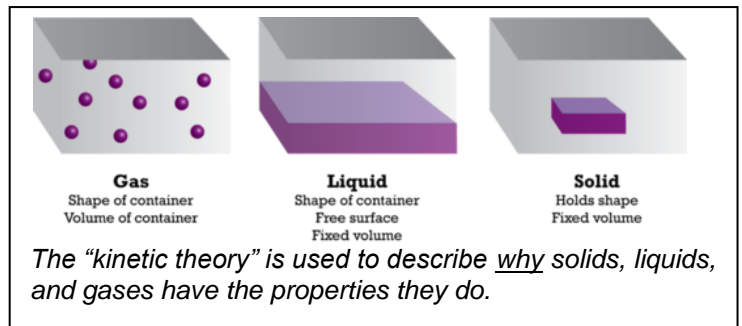 Gas
Shape of container
Volume of container
Liquid
Shape of container
Free surface
Fixed volume
Solid
Holds shape
Fixed volume
The “kinetic theory” is used to describe why solids, liquids,
and gases have the properties they do.